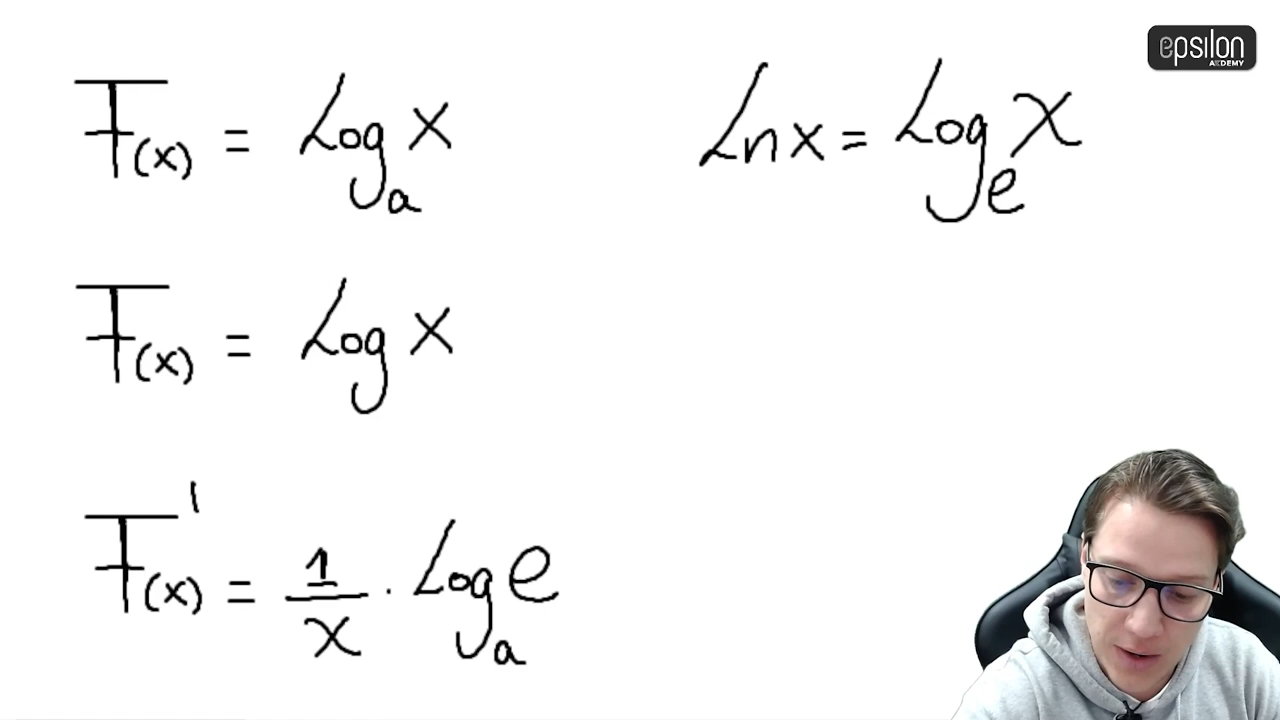 F(x) = Log_a x
Ln x = Log_e x
F(x) = Log x
F'(x) = 1/x · Log_a e
epsilon
ACADEMY